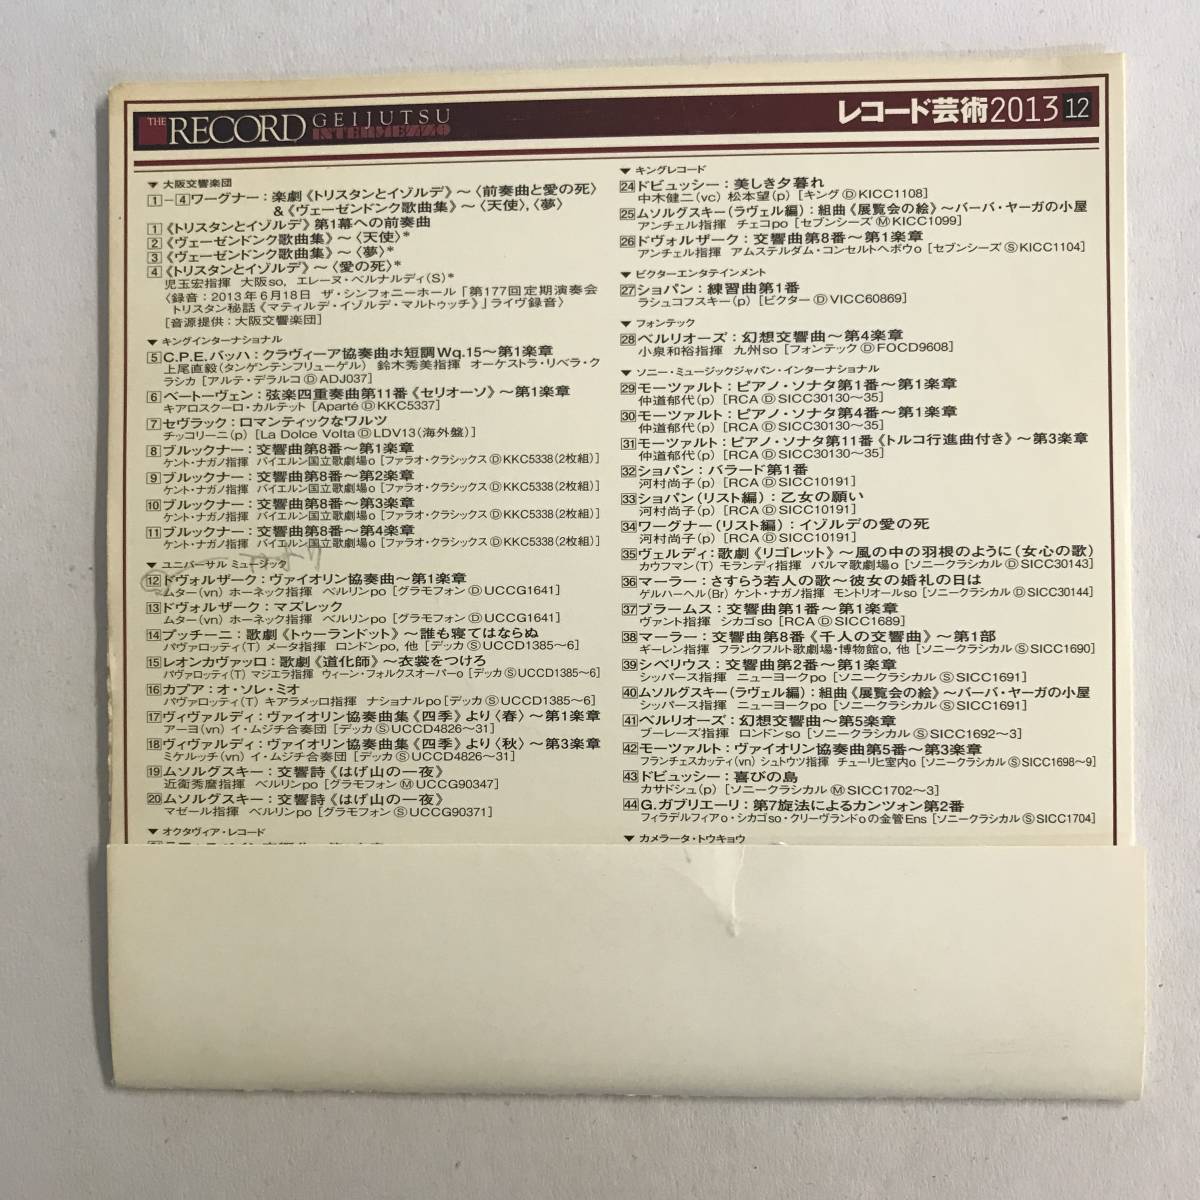 THE RECORD GEIJUTSU
INTERMEZZO
レコード芸術2013 12
▼ 大阪交響楽団
1-4 ワーグナー：楽劇《トリスタンとイゾルデ》～〈前奏曲と愛の死〉
&《ヴェーゼンドンク歌曲集》～〈天使〉,〈夢〉
1 《トリスタンとイゾルデ》第1幕への前奏曲
2 《ヴェーゼンドンク歌曲集》～〈天使〉*
3 《ヴェーゼンドンク歌曲集》～〈夢〉*
4 《トリスタンとイゾルデ》～〈愛の死〉*
児玉宏指揮 大阪so, エレーヌ・ベルナルディ(S)*
〈録音：2013年6月18日 ザ・シンフォニーホール「第177回定期演奏会
トリスタン秘話《マティルデ・イゾルデ・マルトゥッチ》」ライヴ録音〉
[音源提供：大阪交響楽団]
▼ キングインターナショナル
5 C.P.E.バッハ：クラヴィーア協奏曲ホ短調Wq.15～第1楽章
上尾直毅(タンゲンテンフリューゲル) 鈴木秀美指揮 オーケストラ・リベラ・ク
ラシカ [アルテ・デラルコ Ⓓ ADJ037]
6 ベートーヴェン：弦楽四重奏曲第11番《セリオーソ》～第1楽章
キアロスクーロ・カルテット [Aparté Ⓓ KKC5337]
7 セヴラック：ロマンティックなワルツ
チッコリーニ(p) [La Dolce Volta Ⓓ LDV13(海外盤)]
8 ブルックナー：交響曲第8番～第1楽章
ケント・ナガノ指揮 バイエルン国立歌劇場o [ファラオ・クラシックス Ⓓ KKC5338(2枚組)]
9 ブルックナー：交響曲第8番～第2楽章
ケント・ナガノ指揮 バイエルン国立歌劇場o [ファラオ・クラシックス Ⓓ KKC5338(2枚組)]
10 ブルックナー：交響曲第8番～第3楽章
ケント・ナガノ指揮 バイエルン国立歌劇場o [ファラオ・クラシックス Ⓓ KKC5338(2枚組)]
11 ブルックナー：交響曲第8番～第4楽章
ケント・ナガノ指揮 バイエルン国立歌劇場o [ファラオ・クラシックス Ⓓ KKC5338(2枚組)]
▼ ユニバーサル ミュージック
12 ドヴォルザーク：ヴァイオリン協奏曲～第1楽章
ムター(vn) ホーネック指揮 ベルリンpo [グラモフォン Ⓓ UCCG1641]
13 ドヴォルザーク：マズレック
ムター(vn) ホーネック指揮 ベルリンpo [グラモフォン Ⓓ UCCG1641]
14 プッチーニ：歌劇《トゥーランドット》～誰も寝てはならぬ
パヴァロッティ(T) メータ指揮 ロンドンpo, 他 [デッカ Ⓢ UCCD1385～6]
15 レオンカヴァッロ：歌劇《道化師》～衣裳をつけろ
パヴァロッティ(T) マジエラ指揮 ウィーン・フォルクスオーパーo [デッカ Ⓢ UCCD1385～6]
16 カプア：オ・ソレ・ミオ
パヴァロッティ(T) キアラメッロ指揮 ナショナルpo [デッカ Ⓢ UCCD1385～6]
17 ヴィヴァルディ：ヴァイオリン協奏曲集《四季》より〈春〉～第1楽章
アーヨ(vn) イ・ムジチ合奏団 [デッカ Ⓢ UCCD4826～31]
18 ヴィヴァルディ：ヴァイオリン協奏曲集《四季》より〈秋〉～第3楽章
ミケルッチ(vn) イ・ムジチ合奏団 [デッカ Ⓢ UCCD4826～31]
19 ムソルグスキー：交響詩《はげ山の一夜》
近衛秀麿指揮 ベルリンpo [グラモフォン Ⓜ UCCG90347]
20 ムソルグスキー：交響詩《はげ山の一夜》
マゼール指揮 ベルリンpo [グラモフォン Ⓢ UCCG90371]
▼ オクタヴィア・レコード
▼ キングレコード
24 ドビュッシー：美しき夕暮れ
中木健二(vc) 松本望(p) [キング Ⓓ KICC1108]
25 ムソルグスキー(ラヴェル編)：組曲《展覧会の絵》～バーバ・ヤーガの小屋
アンチェル指揮 チェコpo [セブンシーズ Ⓜ KICC1099]
26 ドヴォルザーク：交響曲第8番～第1楽章
アンチェル指揮 アムステルダム・コンセルトヘボウo [セブンシーズ Ⓢ KICC1104]
▼ ビクターエンタテインメント
27 ショパン：練習曲第1番
ラシュコフスキー(p) [ビクター Ⓓ VICC60869]
▼ フォンテック
28 ベルリオーズ：幻想交響曲～第4楽章
小泉和裕指揮 九州so [フォンテック Ⓓ FOCD9608]
▼ ソニー・ミュージックジャパン・インターナショナル
29 モーツァルト：ピアノ・ソナタ第1番～第1楽章
仲道郁代(p) [RCA Ⓓ SICC30130～35]
30 モーツァルト：ピアノ・ソナタ第4番～第1楽章
仲道郁代(p) [RCA Ⓓ SICC30130～35]
31 モーツァルト：ピアノ・ソナタ第11番《トルコ行進曲付き》～第3楽章
仲道郁代(p) [RCA Ⓓ SICC30130～35]
32 ショパン：バラード第1番
河村尚子(p) [RCA Ⓓ SICC10191]
33 ショパン(リスト編)：乙女の願い
河村尚子(p) [RCA Ⓓ SICC10191]
34 ワーグナー(リスト編)：イゾルデの愛の死
河村尚子(p) [RCA Ⓓ SICC10191]
35 ヴェルディ：歌劇《リゴレット》～風の中の羽根のように(女心の歌)
カウフマン(T) モランディ指揮 パルマ歌劇場o [ソニークラシカル Ⓓ SICC30143]
36 マーラー：さすらう若人の歌～彼女の婚礼の日は
ゲルハーヘル(Br) ケント・ナガノ指揮 モントリオールso [ソニークラシカル Ⓓ SICC30144]
37 ブラームス：交響曲第1番～第1楽章
ヴァント指揮 シカゴso [RCA Ⓓ SICC1689]
38 マーラー：交響曲第8番《千人の交響曲》～第1部
ギーレン指揮 フランクフルト歌劇場・博物館o, 他 [ソニークラシカル Ⓢ SICC1690]
39 シベリウス：交響曲第2番～第1楽章
シッパース指揮 ニューヨークpo [ソニークラシカル Ⓢ SICC1691]
40 ムソルグスキー(ラヴェル編)：組曲《展覧会の絵》～バーバ・ヤーガの小屋
シッパース指揮 ニューヨークpo [ソニークラシカル Ⓢ SICC1691]
41 ベルリオーズ：幻想交響曲～第5楽章
ブーレーズ指揮 ロンドンso [ソニークラシカル Ⓢ SICC1692～3]
42 モーツァルト：ヴァイオリン協奏曲第5番～第3楽章
フランチェスカッティ(vn) シュトウツ指揮 チューリヒ室内o [ソニークラシカル Ⓢ SICC1698～9]
43 ドビュッシー：喜びの島
カサドシュ(p) [ソニークラシカル Ⓜ SICC1702～3]
44 G.ガブリエーリ：第7旋法によるカンツォン第2番
フィラデルフィアo・シカゴso・クリーヴランドoの金管Ens [ソニークラシカル Ⓢ SICC1704]
▼ カメラータ・トウキョウ